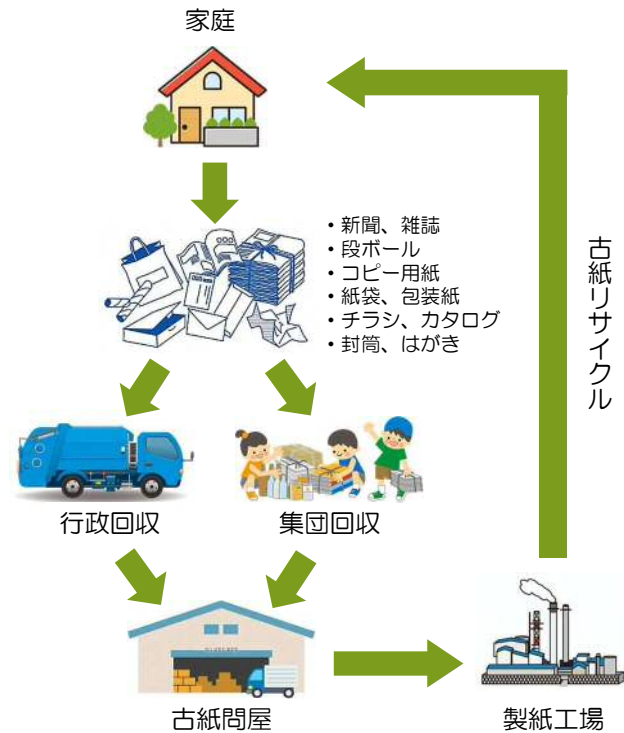 家庭
・新聞、雑誌
・段ボール
・コピー用紙
・紙袋、包装紙
・チラシ、カタログ
・封筒、はがき
古紙リサイクル
行政回収
集団回収
古紙問屋
製紙工場